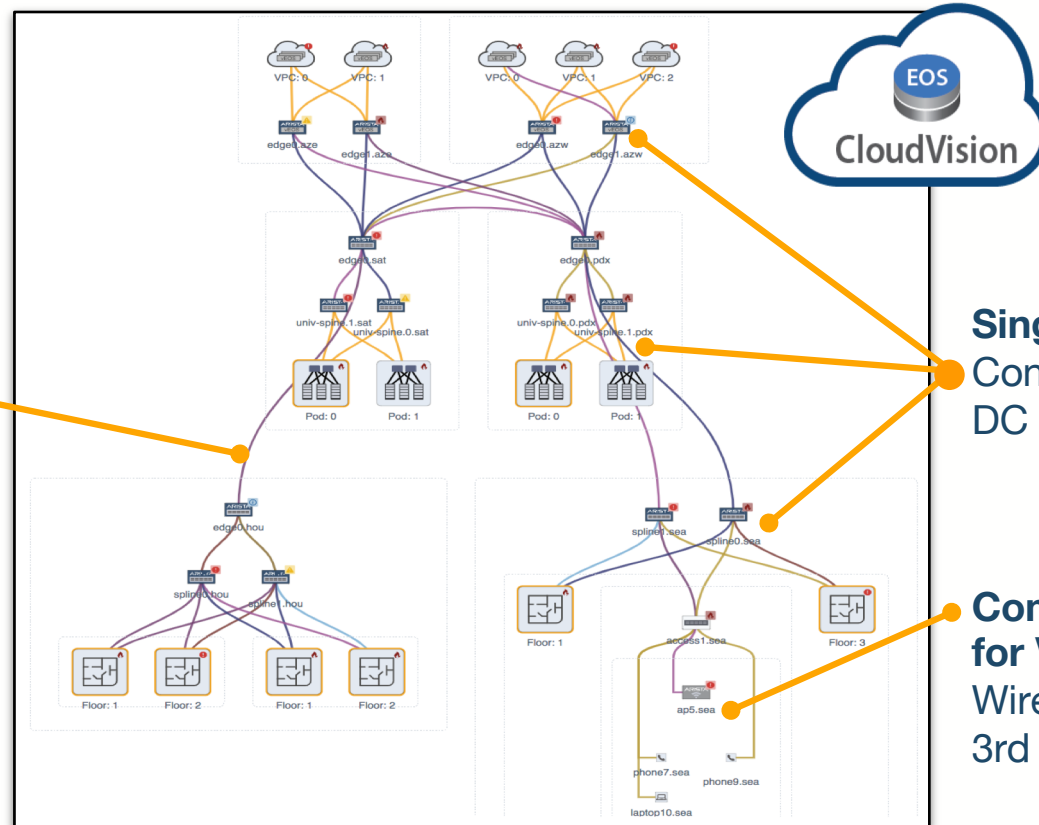 VPC: 0
VPC: 1
VPC: 0
VPC: 1
VPC: 2
EOS
CloudVision
ARISTA
vEOS
edge0.aze
edge1.aze
edge0.azw
edge1.azw
edge0.sat
edge0.pdx
univ-spine.1.sat
univ-spine.0.sat
univ-spine.0.pdx
univ-spine.1.pdx
Pod: 0
Pod: 1
Pod: 0
Pod: 1
Sing
Con
DC
edge0.hou
spline0.hou
spline1.hou
spline1.sea
spline0.sea
Floor: 1
Floor: 2
Floor: 1
Floor: 2
Floor: 1
access1.sea
Floor: 3
ap5.sea
phone7.sea
phone9.sea
laptop10.sea
Con
for
Wire
3rd